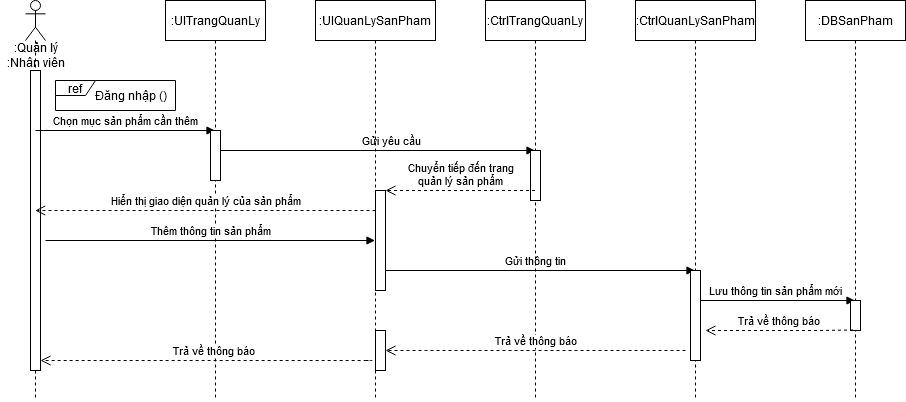 :UITrangQuanLy
:UIQuanLySanPham
:CtrlTrangQuanLy
:CtrlQuanLySanPham
:DBSanPham
:Quản lý
:Nhân viên
ref
Đăng nhập ()
Chọn mục sản phẩm cần thêm
Gửi yêu cầu
Chuyển tiếp đến trang
quản lý sản phẩm
Hiển thị giao diện quản lý của sản phẩm
Thêm thông tin sản phẩm
Gửi thông tin
Lưu thông tin sản phẩm mới
Trả về thông báo
Trả về thông báo
Trả về thông báo